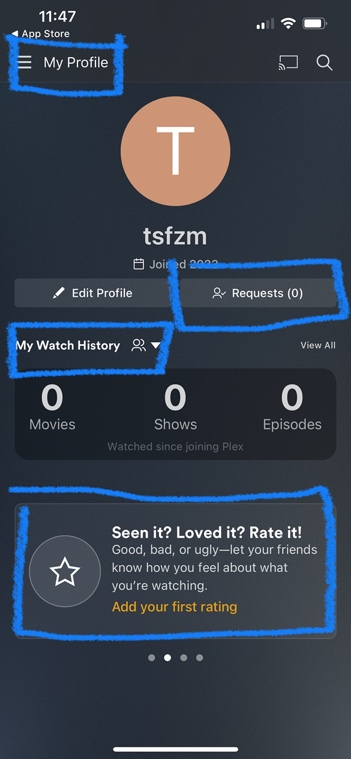 11:47
◀ App Store
My Profile
T
tsfzm
Joined 2022
Edit Profile
Requests (0)
My Watch History
View All
0 0 0
Movies Shows Episodes
Watched since joining Plex
Seen it? Loved it? Rate it!
Good, bad, or ugly—let your friends
know how you feel about what
you're watching.
Add your first rating